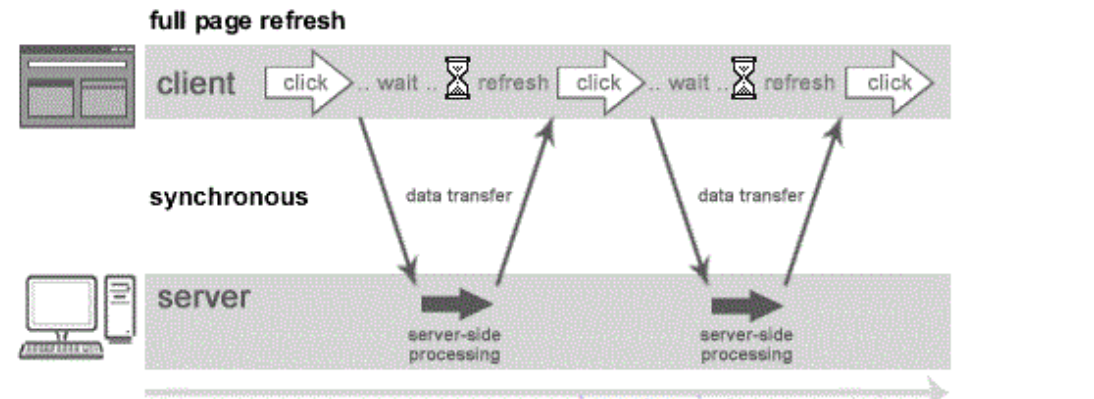 full page refresh
client click .. wait .. refresh click .. wait .. refresh click
synchronous data transfer data transfer
server
server-side server-side
processing processing